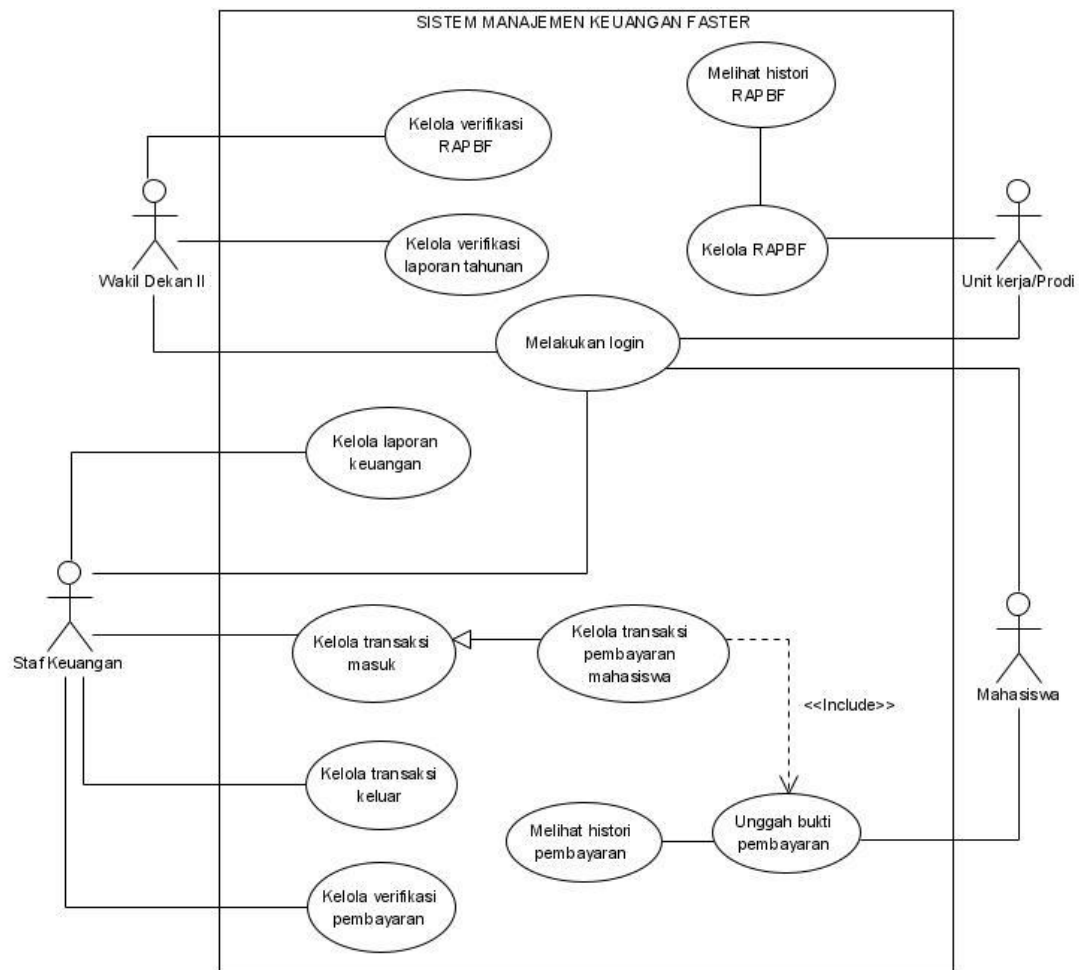 SISTEM MANAJEMEN KEUANGAN FASTER
Melihat histori
RAPBF
Kelola verifikasi
RAPBF
Kelola verifikasi
laporan tahunan
Kelola RAPBF
Wakil Dekan II
Unit kerja/Prodi
Melakukan login
Kelola laporan
keuangan
Staf Keuangan
Kelola transaksi
masuk
Kelola transaksi
pembayaran
mahasiswa
<<Include>>
Mahasiswa
Kelola transaksi
keluar
Melihat histori
pembayaran
Unggah bukti
pembayaran
Kelola verifikasi
pembayaran